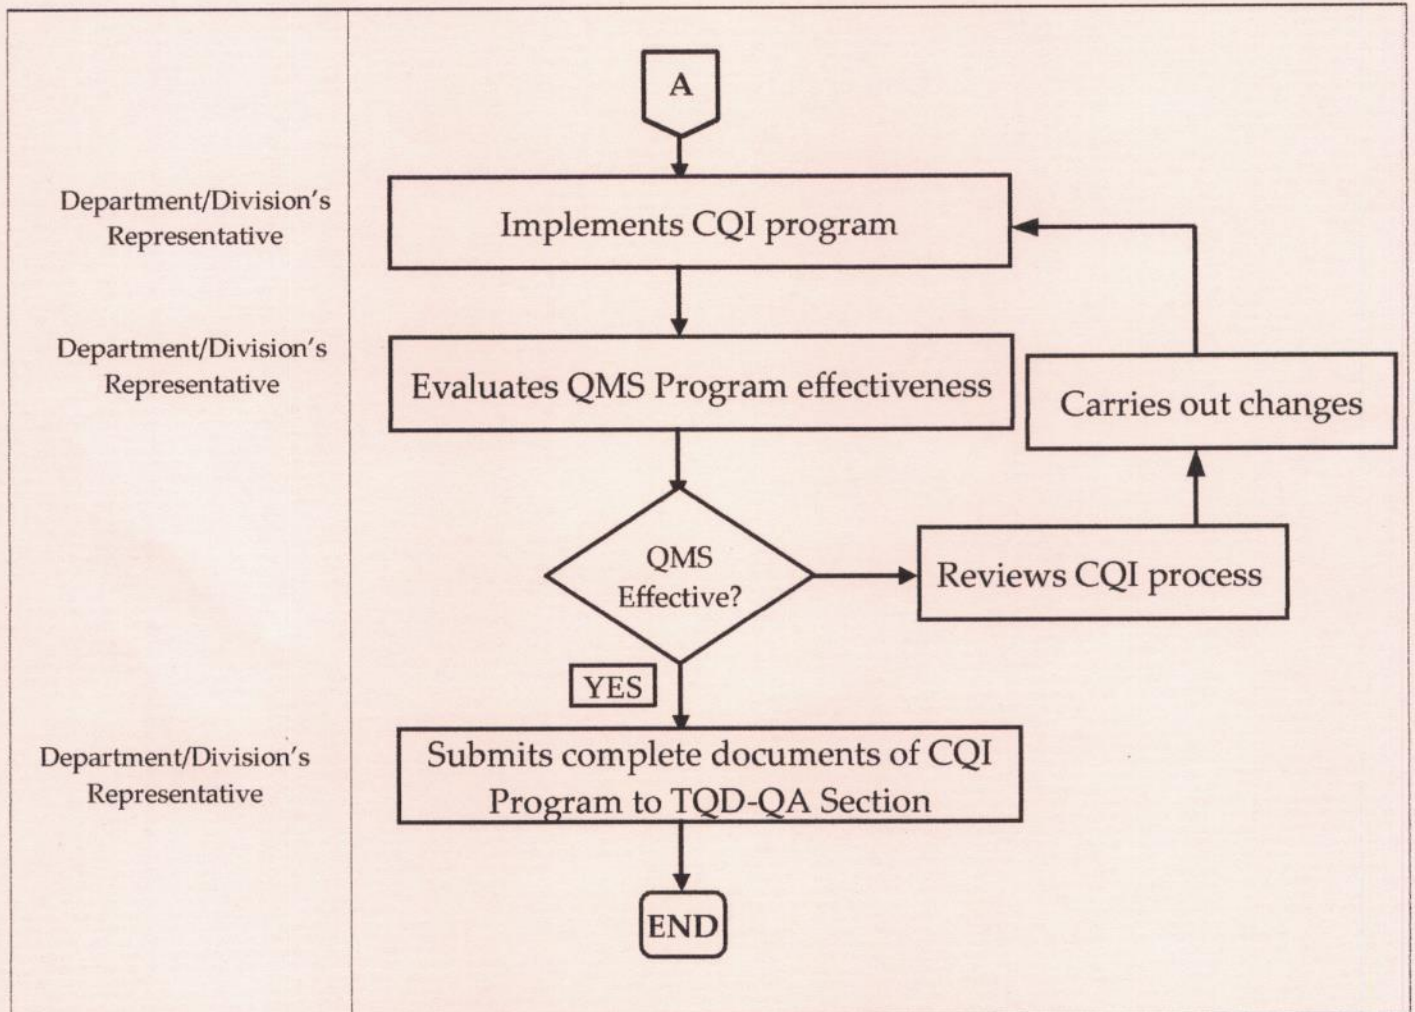 A
Department/Division's
Representative
Implements CQI program
Department/Division's
Representative
Evaluates QMS Program effectiveness
Carries out changes
QMS
Effective?
Reviews CQI process
YES
Department/Division's
Representative
Submits complete documents of CQI
Program to TQD-QA Section
END